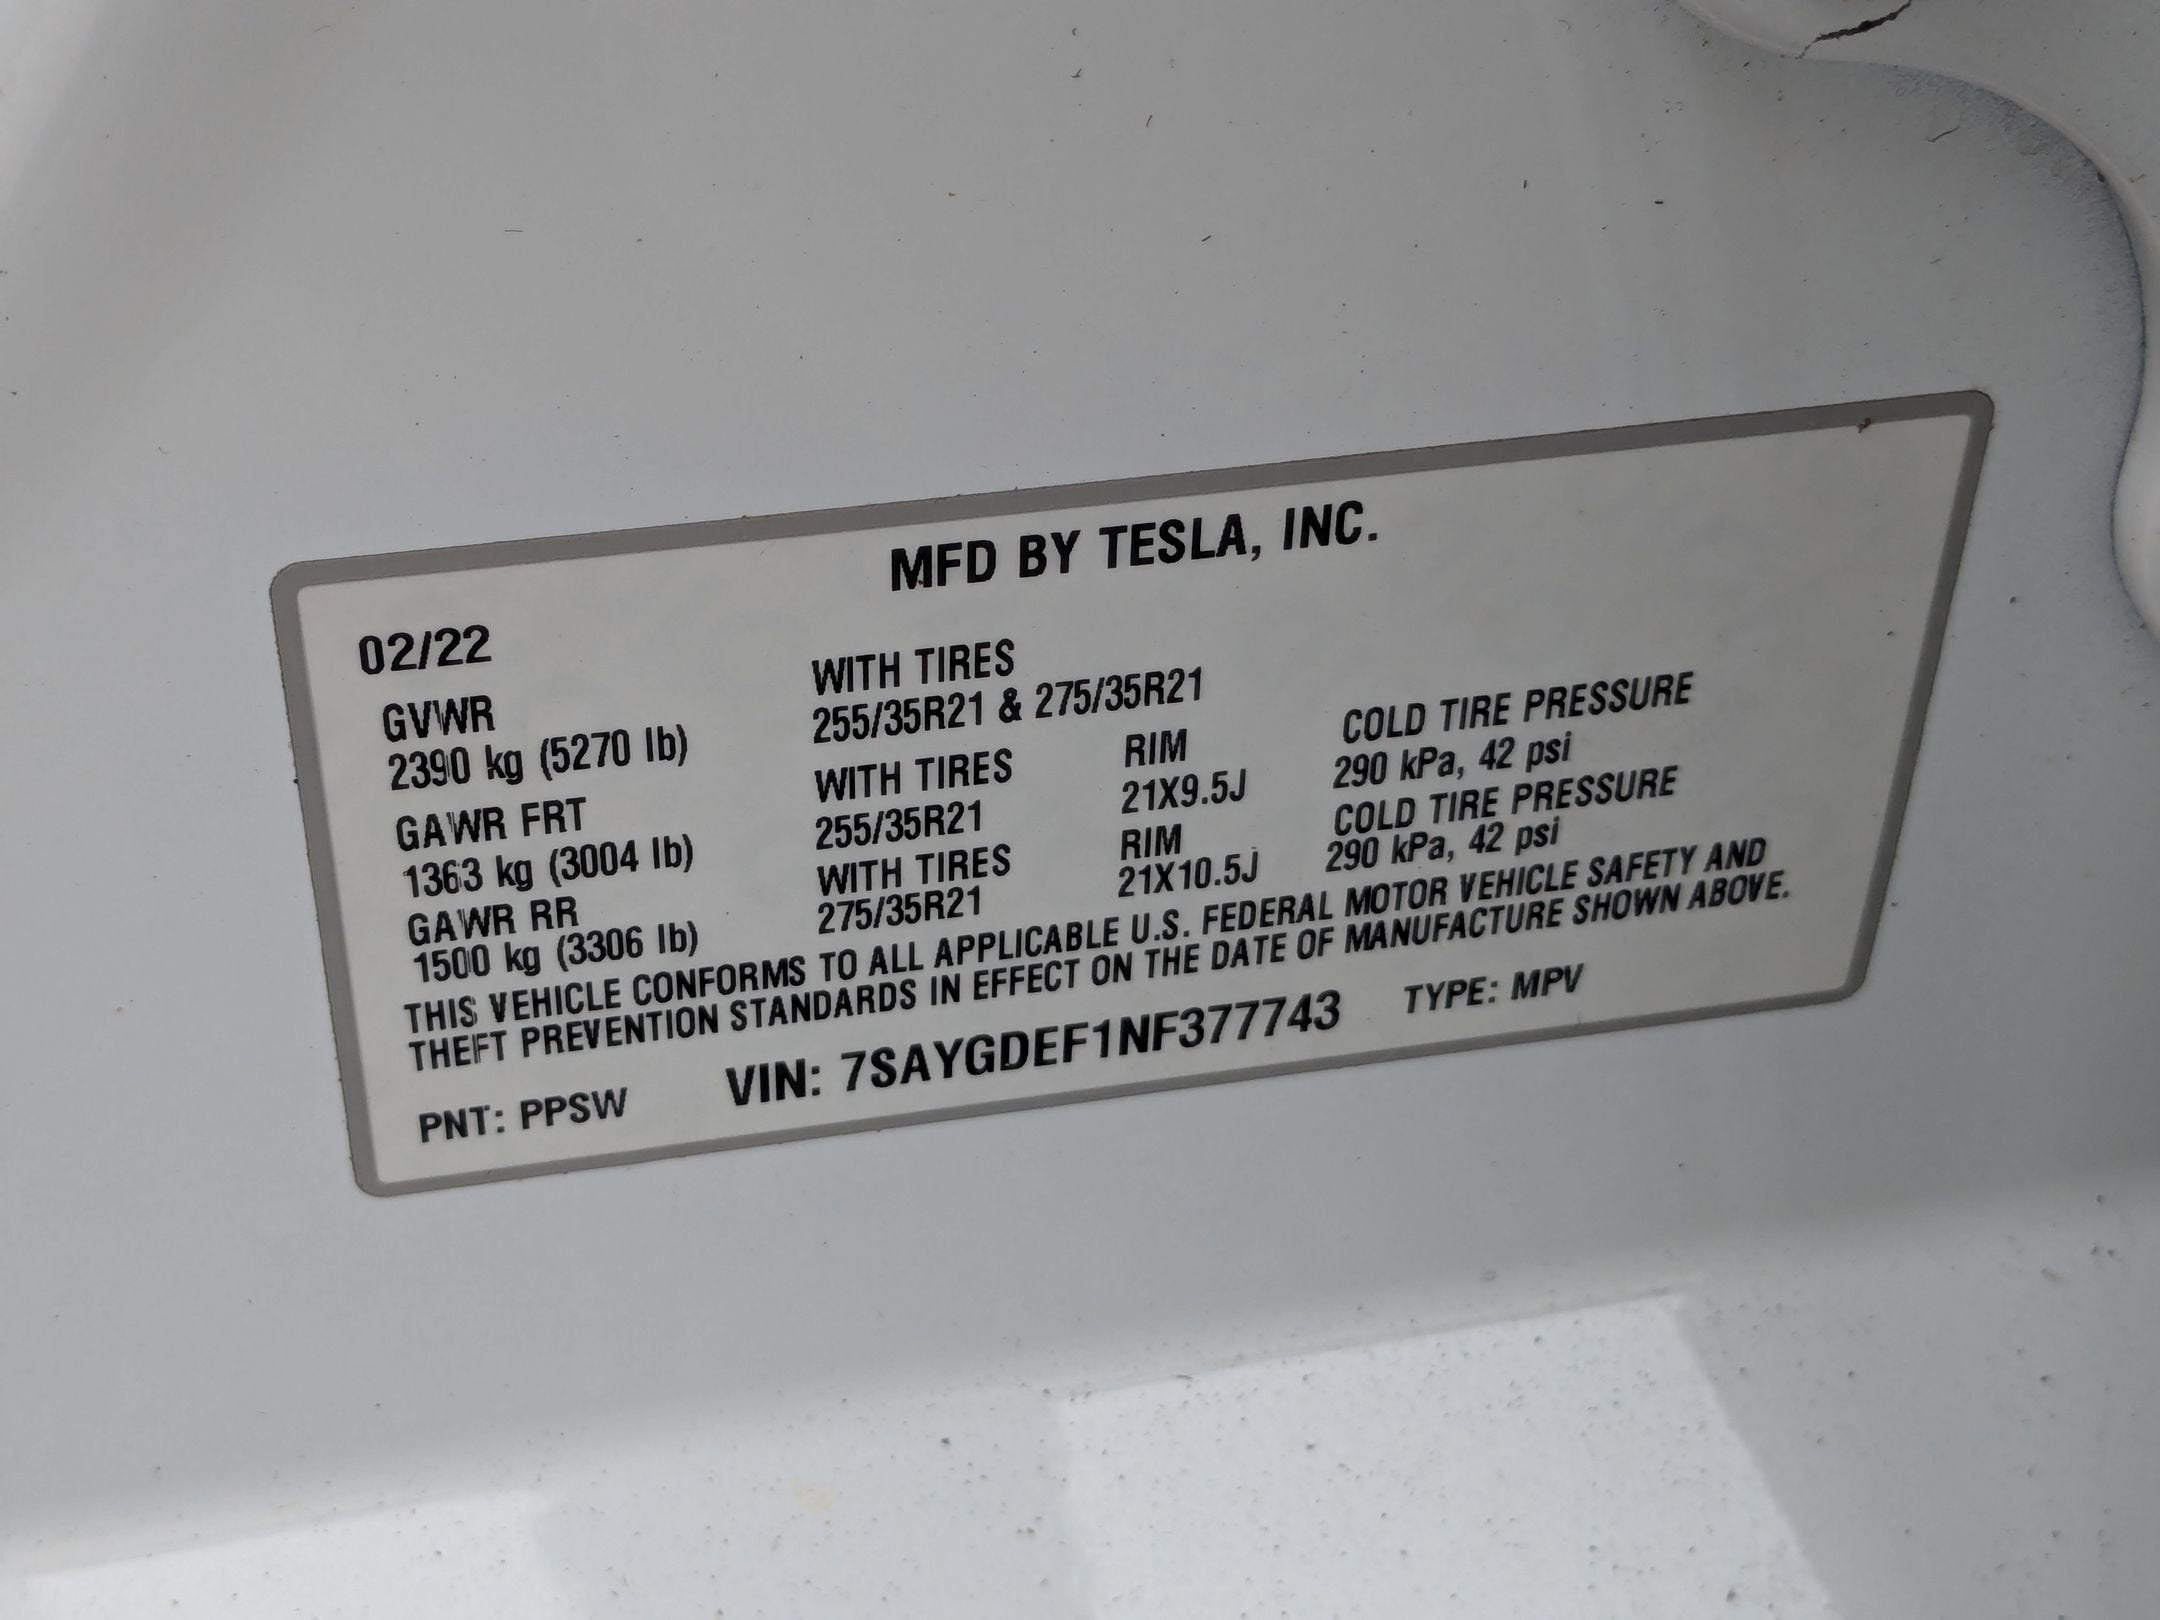 MFD BY TESLA, INC.
02/22
GVWR WITH TIRES
2390 kg (5270 lb) 255/35R21 & 275/35R21
GAWR FRT WITH TIRES RIM COLD TIRE PRESSURE
1363 kg (3004 lb) 255/35R21 21X9.5J 290 kPa, 42 psi
GAWR RR WITH TIRES RIM COLD TIRE PRESSURE
1500 kg (3306 lb) 275/35R21 21X10.5J 290 kPa, 42 psi
THIS VEHICLE CONFORMS TO ALL APPLICABLE U.S. FEDERAL MOTOR VEHICLE SAFETY AND
THEFT PREVENTION STANDARDS IN EFFECT ON THE DATE OF MANUFACTURE SHOWN ABOVE.
PNT: PPSW VIN: 7SAYGDEF1NF377743 TYPE: MPV